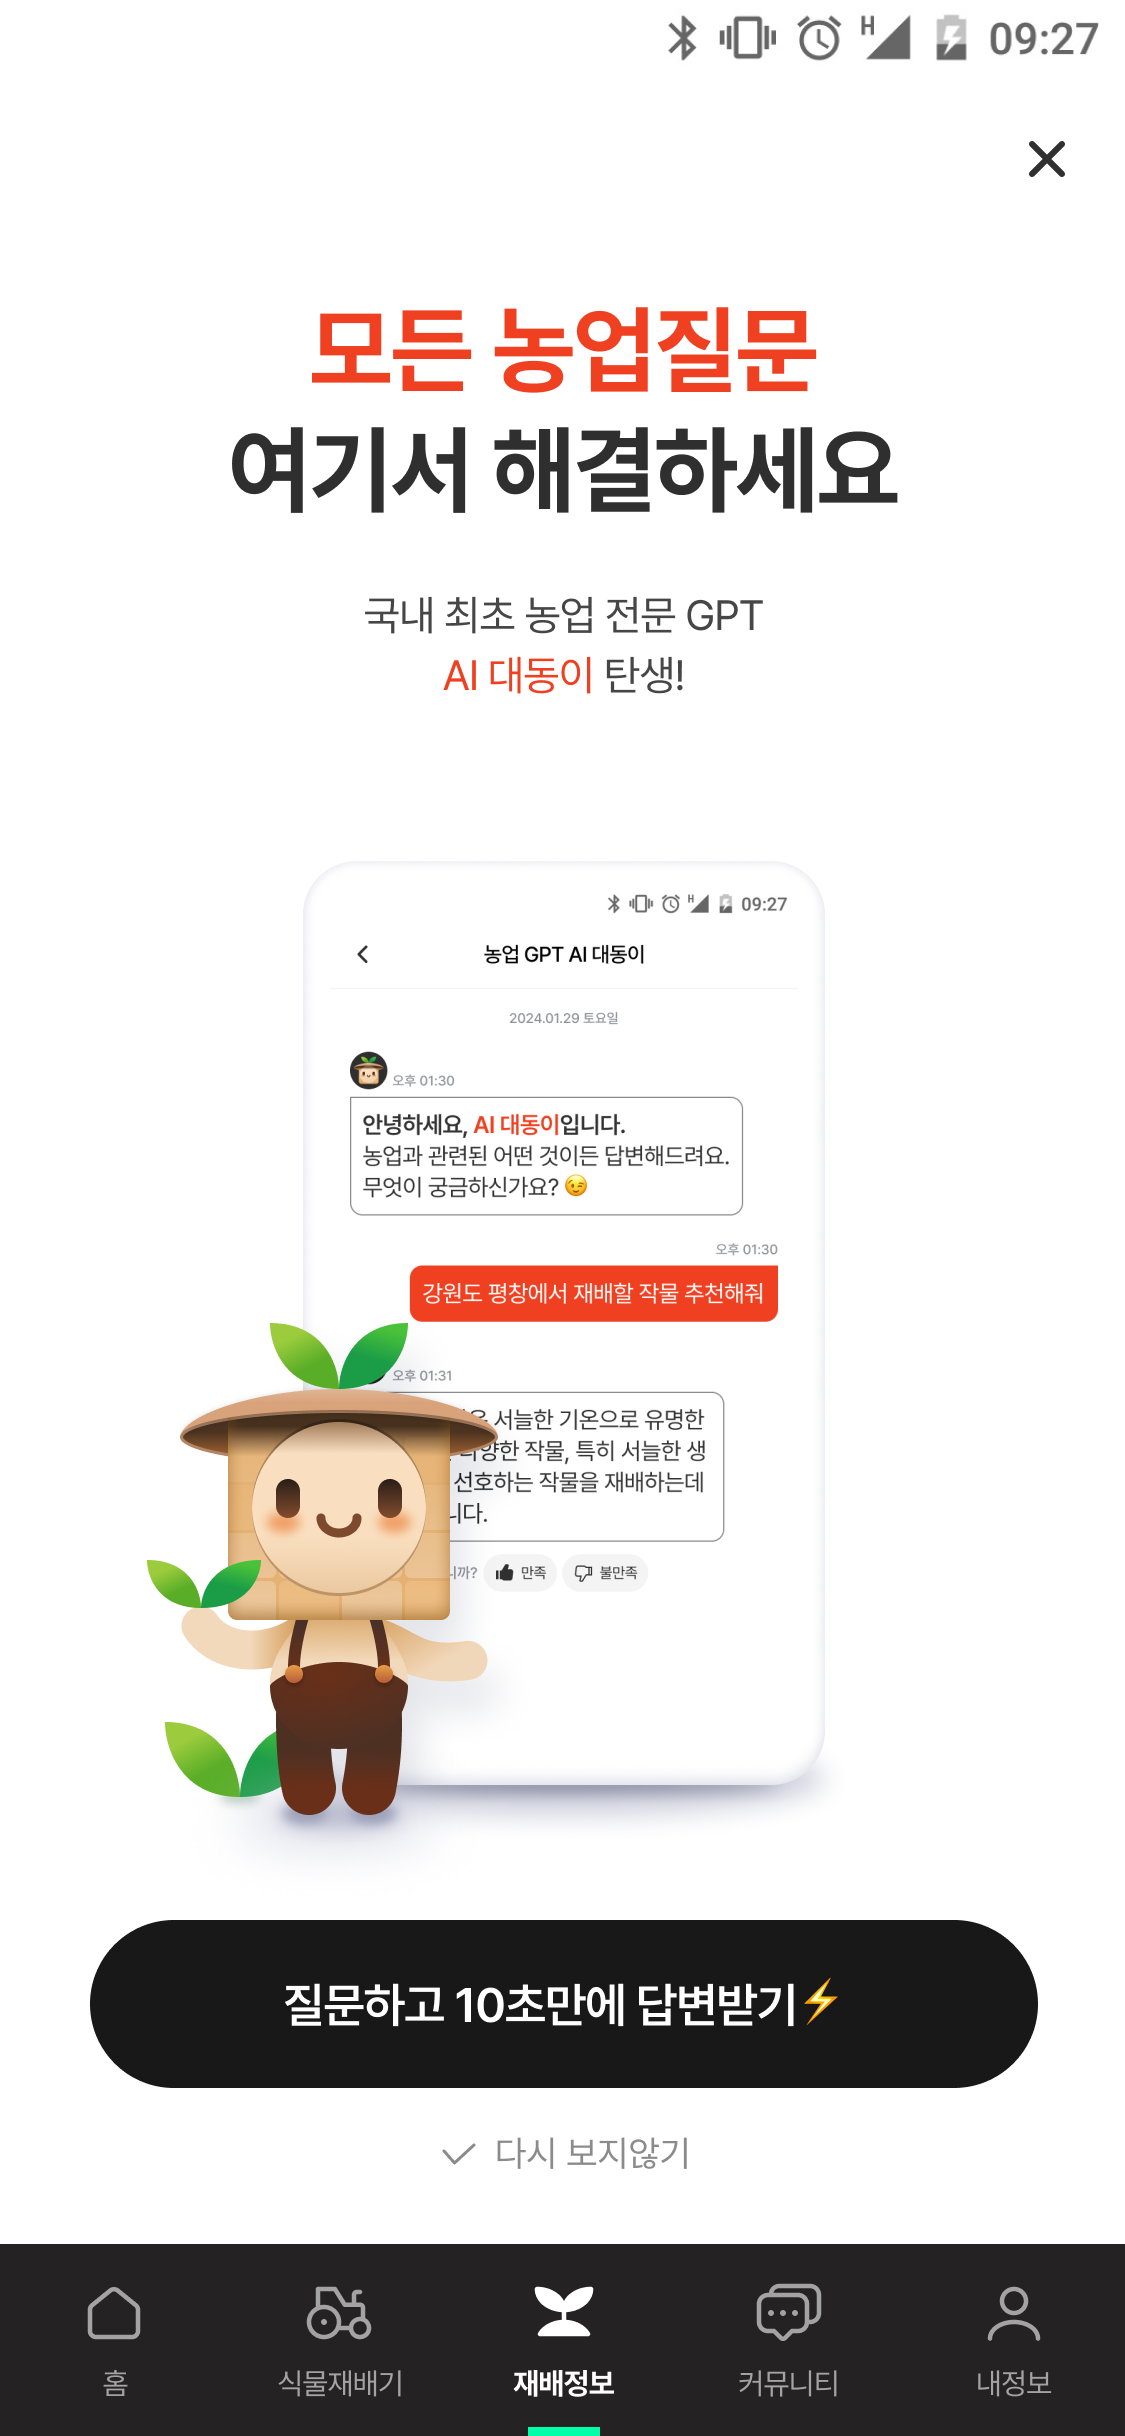 H 09:27
모든 농업질문
여기서 해결하세요
국내 최초 농업 전문 GPT
AI 대동이 탄생!
H 09:27
농업 GPT AI 대동이
2024.01.29 토요일
오후 01:30
안녕하세요, AI 대동이입니다.
농업과 관련된 어떤 것이든 답변해드려요.
무엇이 궁금하신가요? 😉
오후 01:30
강원도 평창에서 재배할 작물 추천해줘
오후 01:31
서늘한 기온으로 유명한
작물, 특히 서늘한 생
선호하는 작물을 재배하는데
니다.
니까? 만족 불만족
질문하고 10초만에 답변받기⚡
다시 보지않기
홈 식물재배기 재배정보 커뮤니티 내정보